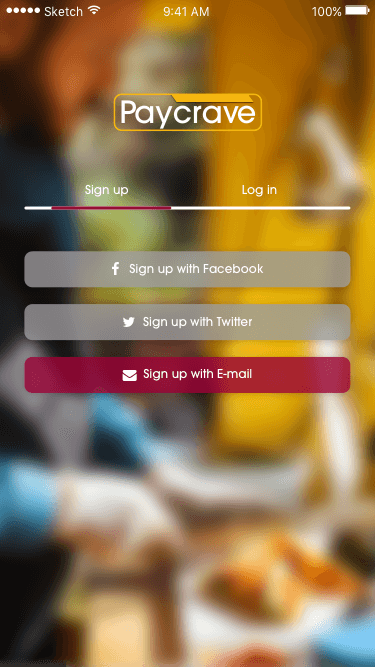 Sketch 9:41 AM 100%
Paycrave
Sign up Log in
Sign up with Facebook
Sign up with Twitter
Sign up with E-mail